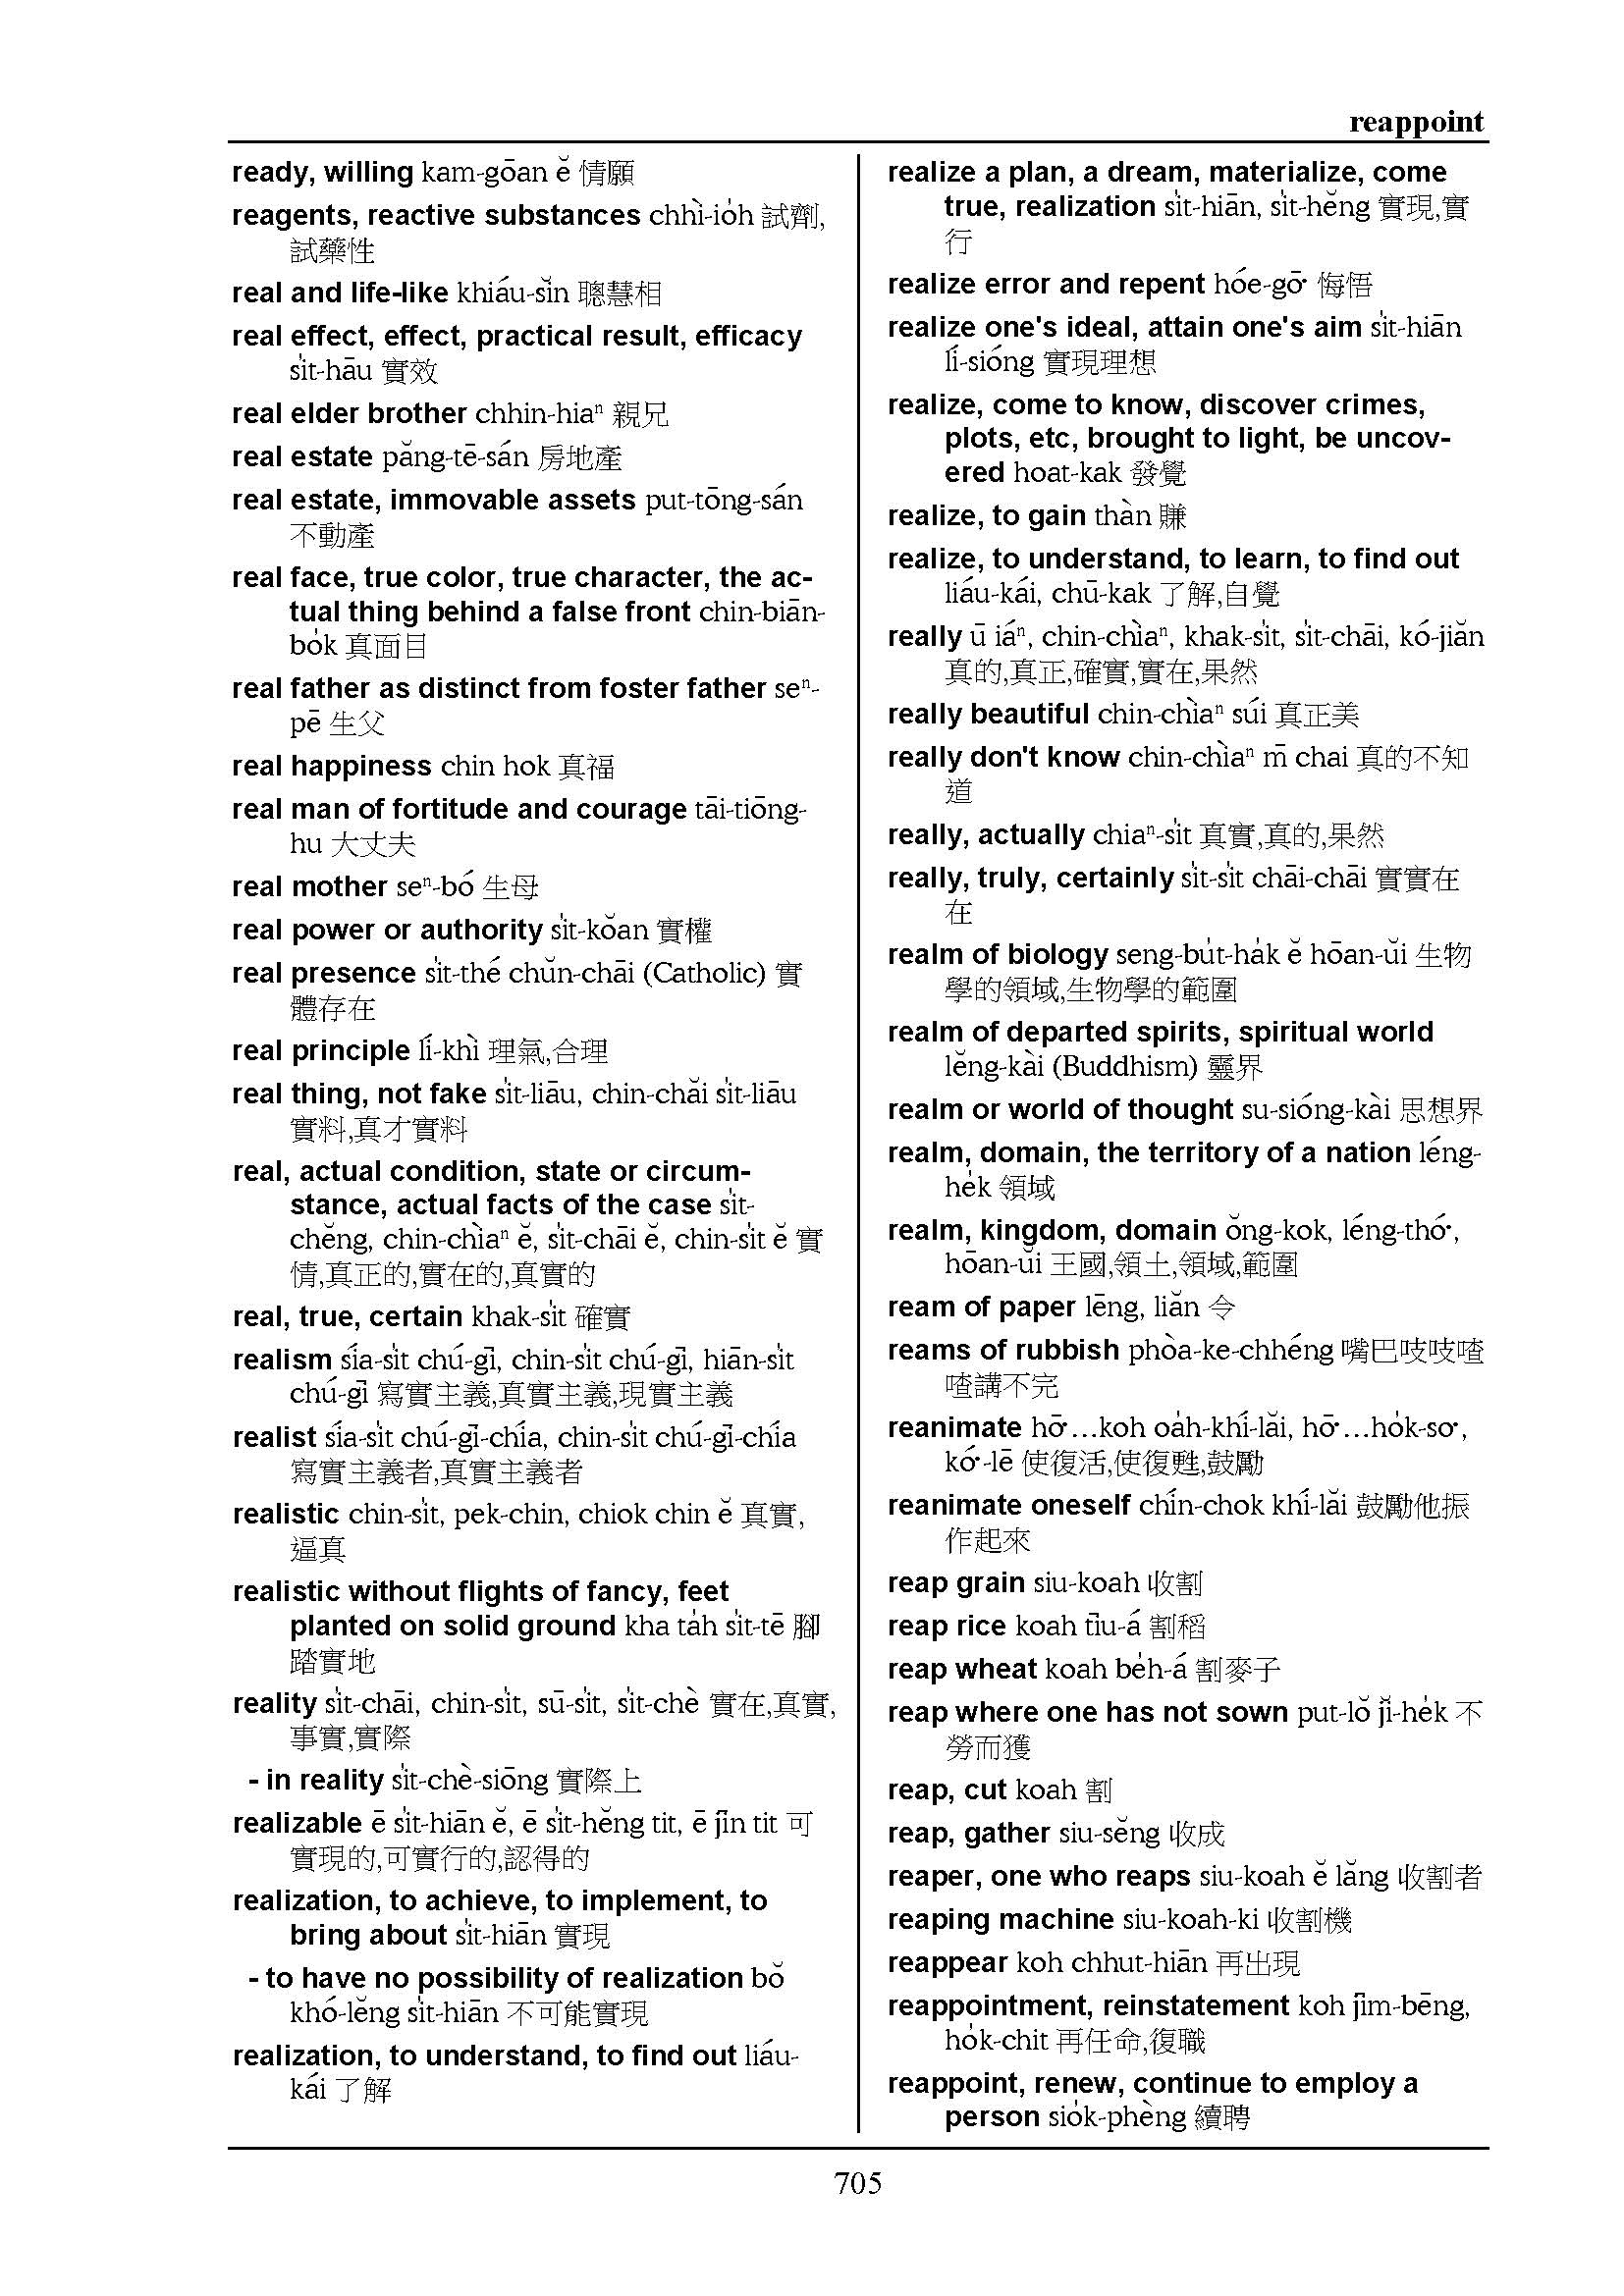 reappoint
ready, willing kam-gōan ĕ 情願
reagents, reactive substances chhì-io̍h 試劑,
試藥性
real and life-like khiáu-sĭn 聰慧相
real effect, effect, practical result, efficacy
si̍t-hāu 實效
real elder brother chhin-hiaⁿ 親兄
real estate păng-tē-sán 房地產
real estate, immovable assets put-tōng-sán
不動產
real face, true color, true character, the ac-
tual thing behind a false front chin-biān-
bo̍k 真面目
real father as distinct from foster father seⁿ-
pē 生父
real happiness chin hok 真福
real man of fortitude and courage tāi-tiōng-
hu 大丈夫
real mother seⁿ-bó 生母
real power or authority si̍t-kŏan 實權
real presence si̍t-thé chŭn-chāi (Catholic) 實
體存在
real principle lí-khì 理氣,合理
real thing, not fake si̍t-liāu, chin-chăi si̍t-liāu
實料,真才實料
real, actual condition, state or circum-
stance, actual facts of the case si̍t-
chĕng, chin-chìaⁿ ĕ, si̍t-chāi ĕ, chin-si̍t ĕ 實
情,真正的,實在的,真實的
real, true, certain khak-si̍t 確實
realism sía-si̍t chú-gī, chin-si̍t chú-gī, hiān-si̍t
chú-gī 寫實主義,真實主義,現實主義
realist sía-si̍t chú-gī-chía, chin-si̍t chú-gī-chía
寫實主義者,真實主義者
realistic chin-si̍t, pek-chin, chiok chin ĕ 真實,
逼真
realistic without flights of fancy, feet
planted on solid ground kha ta̍h si̍t-tē 腳
踏實地
reality si̍t-chāi, chin-si̍t, sū-si̍t, si̍t-chè 實在,真實,
事實,實際
- in reality si̍t-chè-siōng 實際上
realizable ē si̍t-hiān ĕ, ē si̍t-hĕng tit, ē jīn tit 可
實現的,可實行的,認得的
realization, to achieve, to implement, to
bring about si̍t-hiān 實現
- to have no possibility of realization bŏ
khó-lĕng si̍t-hiān 不可能實現
realization, to understand, to find out liáu-
kái 了解
realize a plan, a dream, materialize, come
true, realization si̍t-hiān, si̍t-hĕng 實現,實
行
realize error and repent hóe-gō͘ 悔悟
realize one's ideal, attain one's aim si̍t-hiān
lí-sióng 實現理想
realize, come to know, discover crimes,
plots, etc, brought to light, be uncov-
ered hoat-kak 發覺
realize, to gain thàn 賺
realize, to understand, to learn, to find out
liáu-kái, chū-kak 了解,自覺
really ū iáⁿ, chin-chìaⁿ, khak-si̍t, si̍t-chāi, kó-jiăn
真的,真正,確實,實在,果然
really beautiful chin-chìaⁿ súi 真正美
really don't know chin-chìaⁿ m̄ chai 真的不知
道
really, actually chiaⁿ-si̍t 真實,真的,果然
really, truly, certainly si̍t-si̍t chāi-chāi 實實在
在
realm of biology seng-bu̍t-ha̍k ĕ hōan-ŭi 生物
學的領域,生物學的範圍
realm of departed spirits, spiritual world
lĕng-kài (Buddhism) 靈界
realm or world of thought su-sióng-kài 思想界
realm, domain, the territory of a nation léng-
he̍k 領域
realm, kingdom, domain ŏng-kok, léng-thó͘,
hōan-ŭi 王國,領土,領域,範圍
ream of paper lēng, liăn 令
reams of rubbish phòa-ke-chhéng 嘴巴吱吱喳
喳講不完
reanimate hō͘…koh oa̍h-khí-lăi, hō͘…ho̍k-so͘,
kó͘-lē 使復活,使復甦,鼓勵
reanimate oneself chín-chok khí-lăi 鼓勵他振
作起來
reap grain siu-koah 收割
reap rice koah tīu-á 割稻
reap wheat koah be̍h-á 割麥子
reap where one has not sown put-lŏ jĭ-he̍k 不
勞而獲
reap, cut koah 割
reap, gather siu-sĕng 收成
reaper, one who reaps siu-koah ĕ lăng 收割者
reaping machine siu-koah-ki 收割機
reappear koh chhut-hiān 再出現
reappointment, reinstatement koh jīm-bēng,
ho̍k-chit 再任命,復職
reappoint, renew, continue to employ a
person sio̍k-phèng 續聘
705